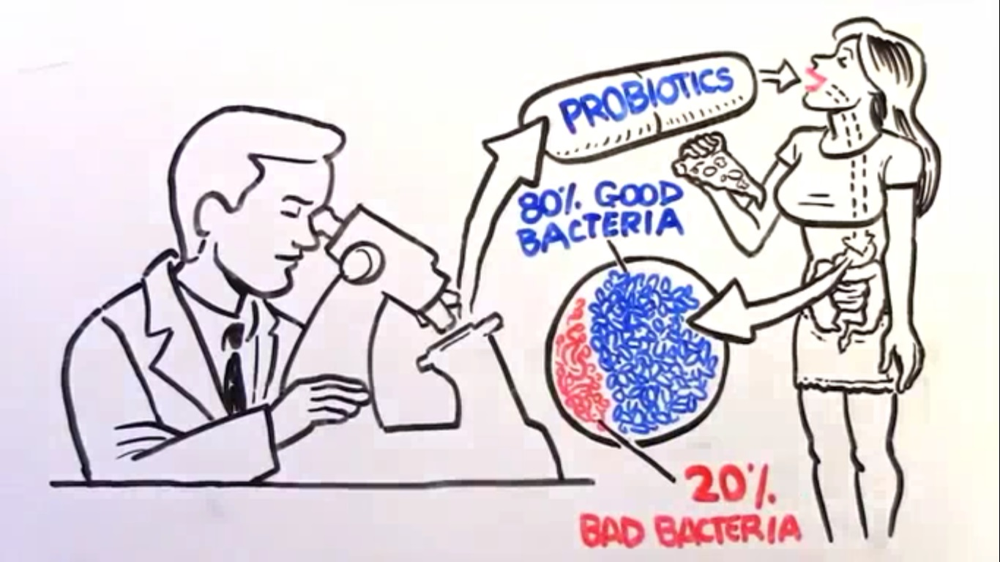 PROBIOTICS
80% GOOD
BACTERIA
20%
BAD BACTERIA